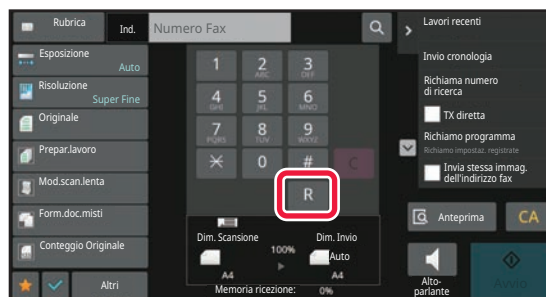 Rubrica
Ind.
Numero Fax
Lavori recenti
Esposizione
Auto
Risoluzione
Super Fine
Originale
Prepar.lavoro
Mod.scan.lenta
Form.doc.misti
Conteggio Originale
Altri
1
2
ABC
3
DEF
4
GHI
5
JKL
6
MNO
7
PQRS
8
TUV
9
WXYZ
0
#
C
R
Dim. Scansione
Dim. Invio
100%
Auto
A4
A4
Memoria ricezione:
0%
Invio cronologia
Richiama numero
di ricerca
TX diretta
Richiamo programma
Richiamo impostaz. registrate
Invia stessa immag.
dell'indirizzo fax
Anteprima
CA
Alto-
parlante
Avvio